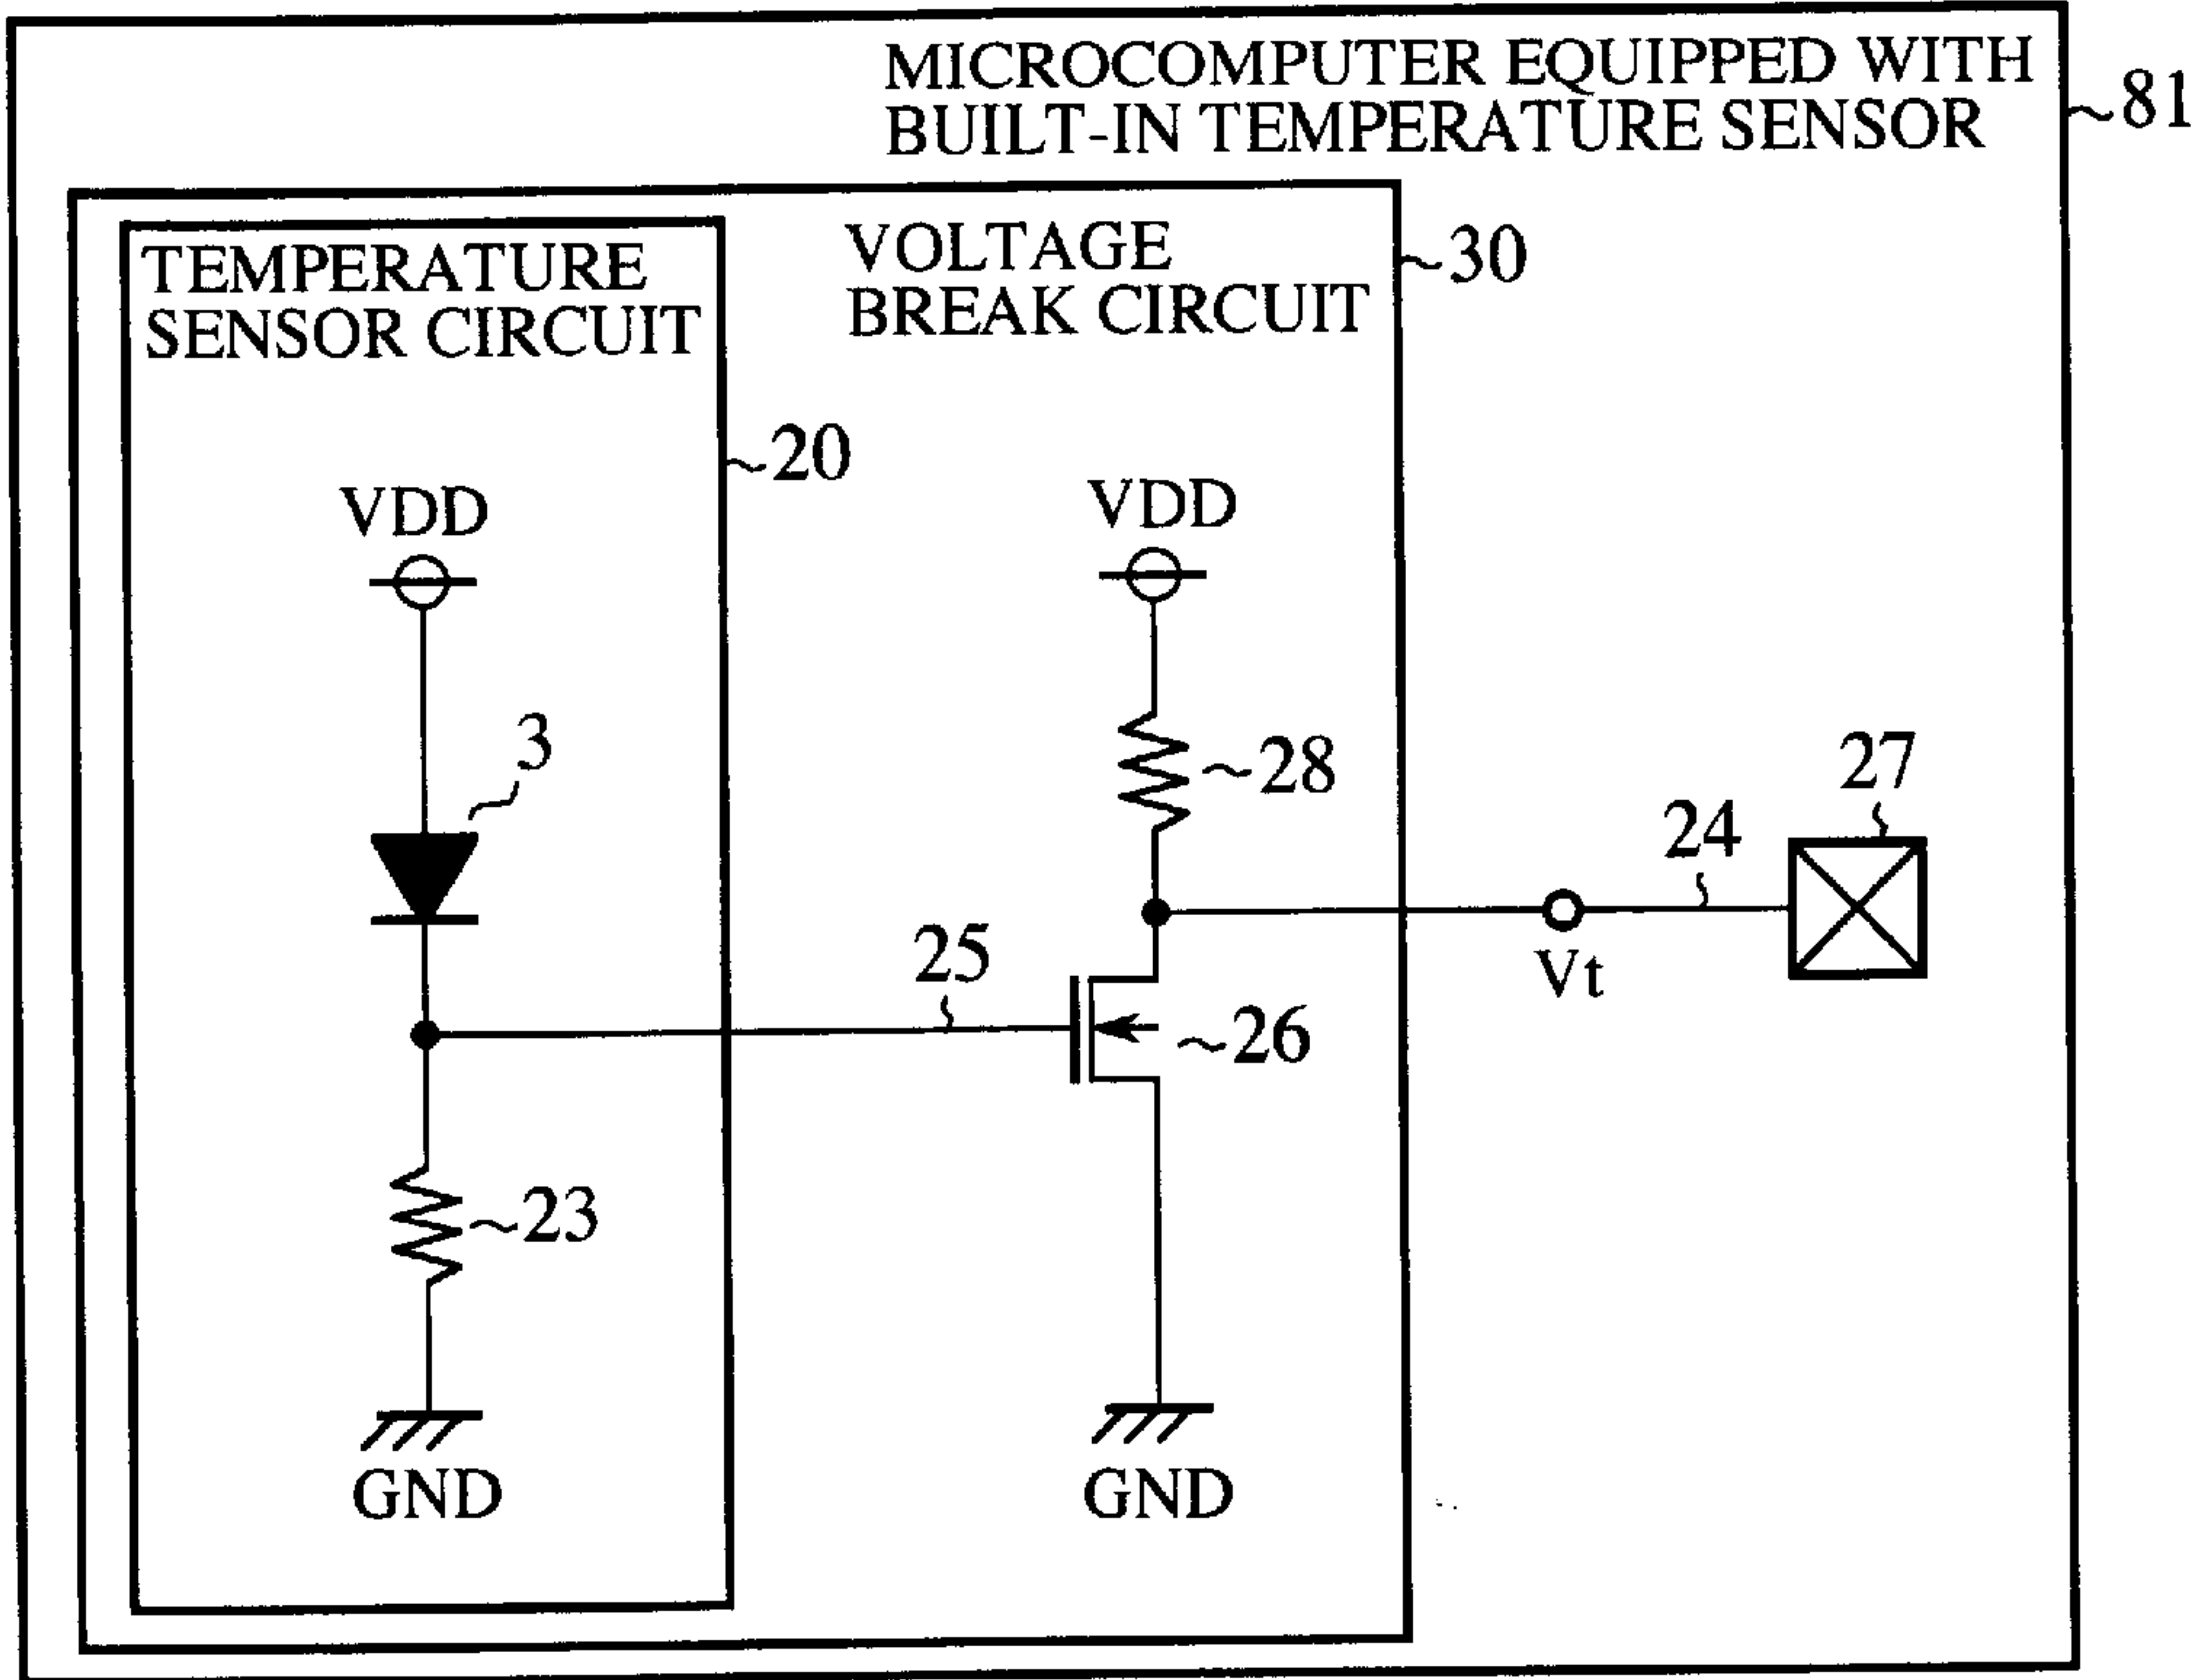 MICROCOMPUTER EQUIPPED WITH
BUILT-IN TEMPERATURE SENSOR
81
TEMPERATURE
SENSOR CIRCUIT
VOLTAGE
BREAK CIRCUIT
30
20
VDD
VDD
3
28
27
24
25
Vt
26
23
GND
GND